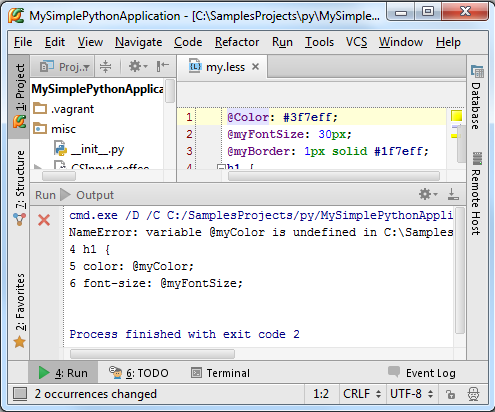 MySimplePythonApplication - [C:\SamplesProjects\py\MySimple...
File Edit View Navigate Code Refactor Run Tools VCS Window Help
1: Project
Proj..
my.less
MySimplePythonApplica
.vagrant
misc
__init__.py
CSInput.coffee
1 @Color: #3f7eff;
2 @myFontSize: 30px;
3 @myBorder: 1px solid #1f7eff;
4 h1 {
Database
Remote Host
7: Structure
2: Favorites
Run Output
cmd.exe /D /C C:/SamplesProjects/py/MySimplePythonAppli
NameError: variable @myColor is undefined in C:\Samples
4 h1 {
5 color: @myColor;
6 font-size: @myFontSize;
Process finished with exit code 2
4: Run 6: TODO Terminal Event Log
2 occurrences changed 1:2 CRLF UTF-8